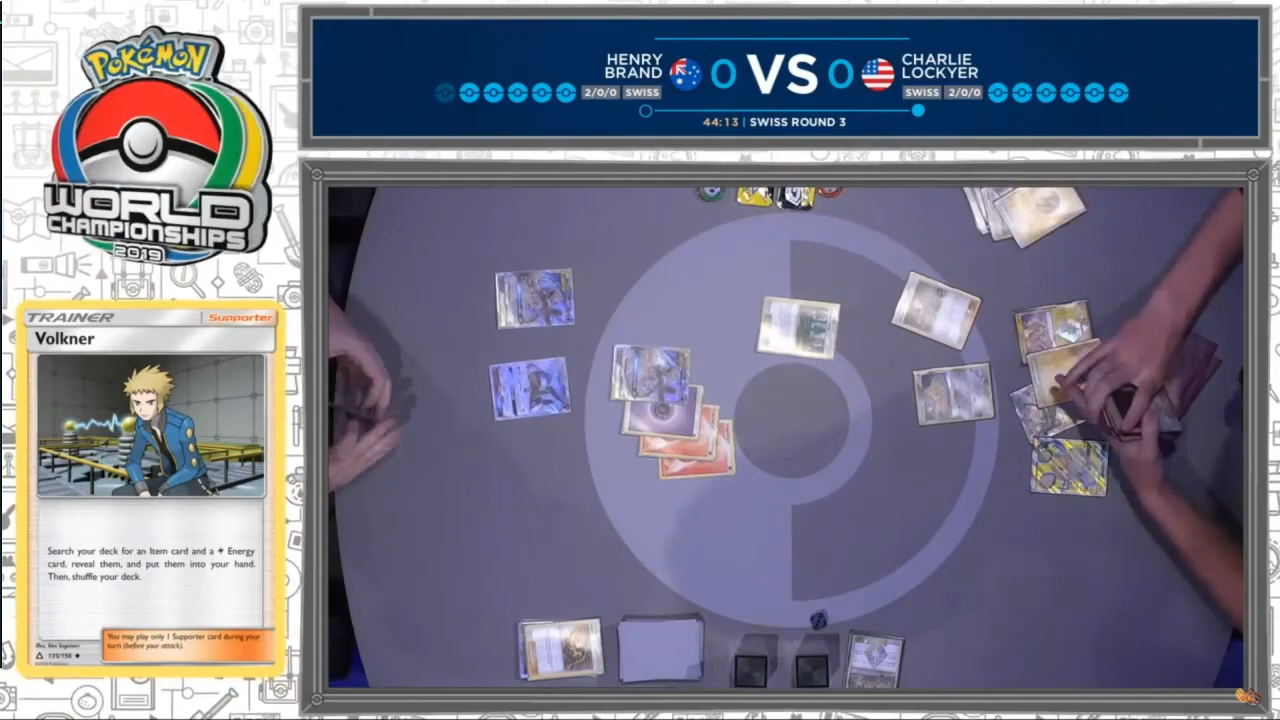 Pokémon
WORLD
CHAMPIONSHIPS
2019
HENRY
BRAND
0 VS 0
CHARLIE
LOCKYER
2/0/0 SWISS
SWISS 2/0/0
44:13 | SWISS ROUND 3
TRAINER Supporter
Volkner
Search your deck for an Item card and a Energy
card, reveal them, and put them into your hand.
Then, shuffle your deck.
You may play only 1 Supporter card during your
turn (before your attack).
135/156